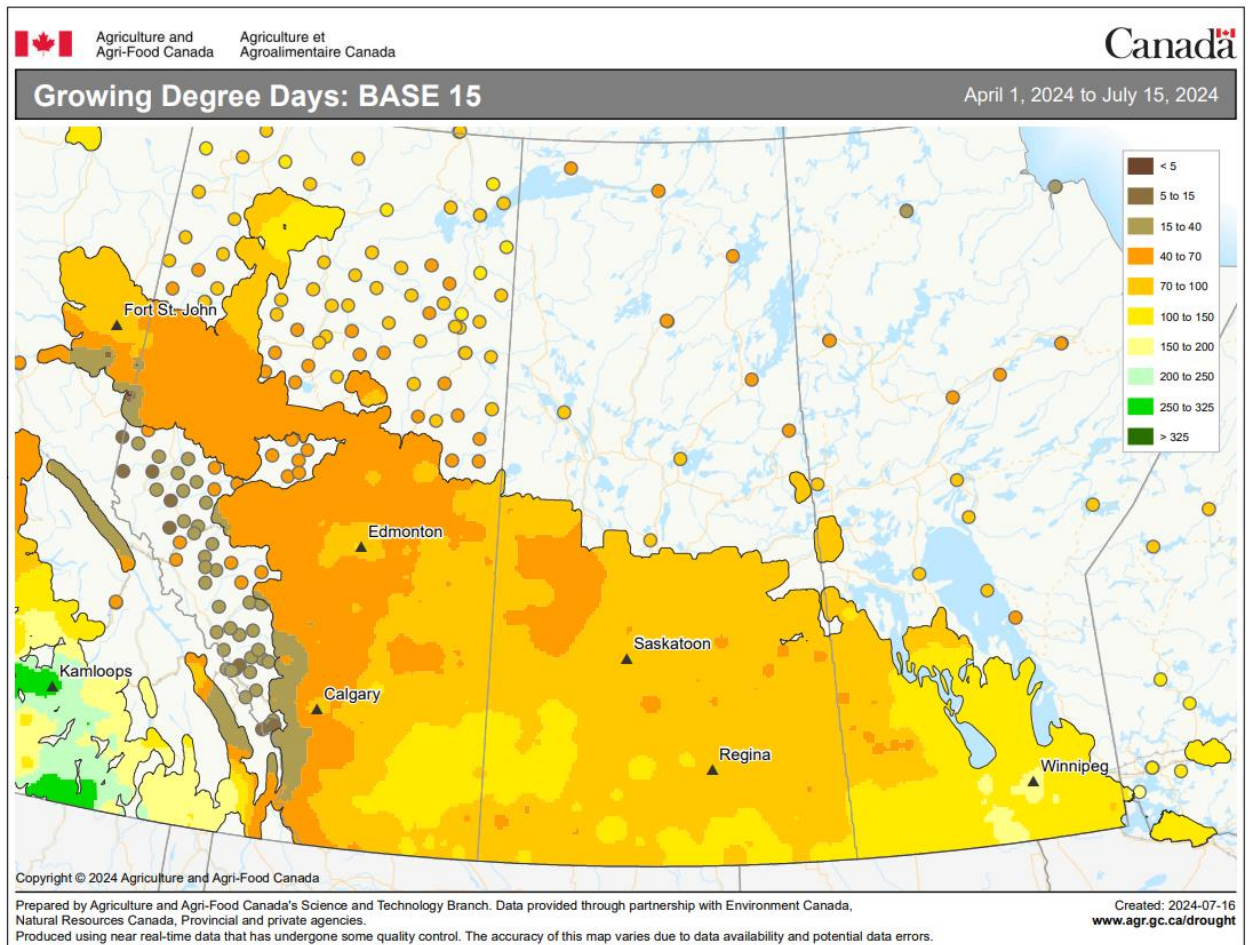 Agriculture and
Agri-Food Canada
Agriculture et
Agroalimentaire Canada
Canada
Growing Degree Days: BASE 15
April 1, 2024 to July 15, 2024
< 5
5 to 15
15 to 40
40 to 70
70 to 100
100 to 150
150 to 200
200 to 250
250 to 325
> 325
Fort St. John
Edmonton
Saskatoon
Kamloops
Calgary
Regina
Winnipeg
Copyright © 2024 Agriculture and Agri-Food Canada
Prepared by Agriculture and Agri-Food Canada's Science and Technology Branch. Data provided through partnership with Environment Canada,
Natural Resources Canada, Provincial and private agencies.
Produced using near real-time data that has undergone some quality control. The accuracy of this map varies due to data availability and potential data errors.
Created: 2024-07-16
www.agr.gc.ca/drought